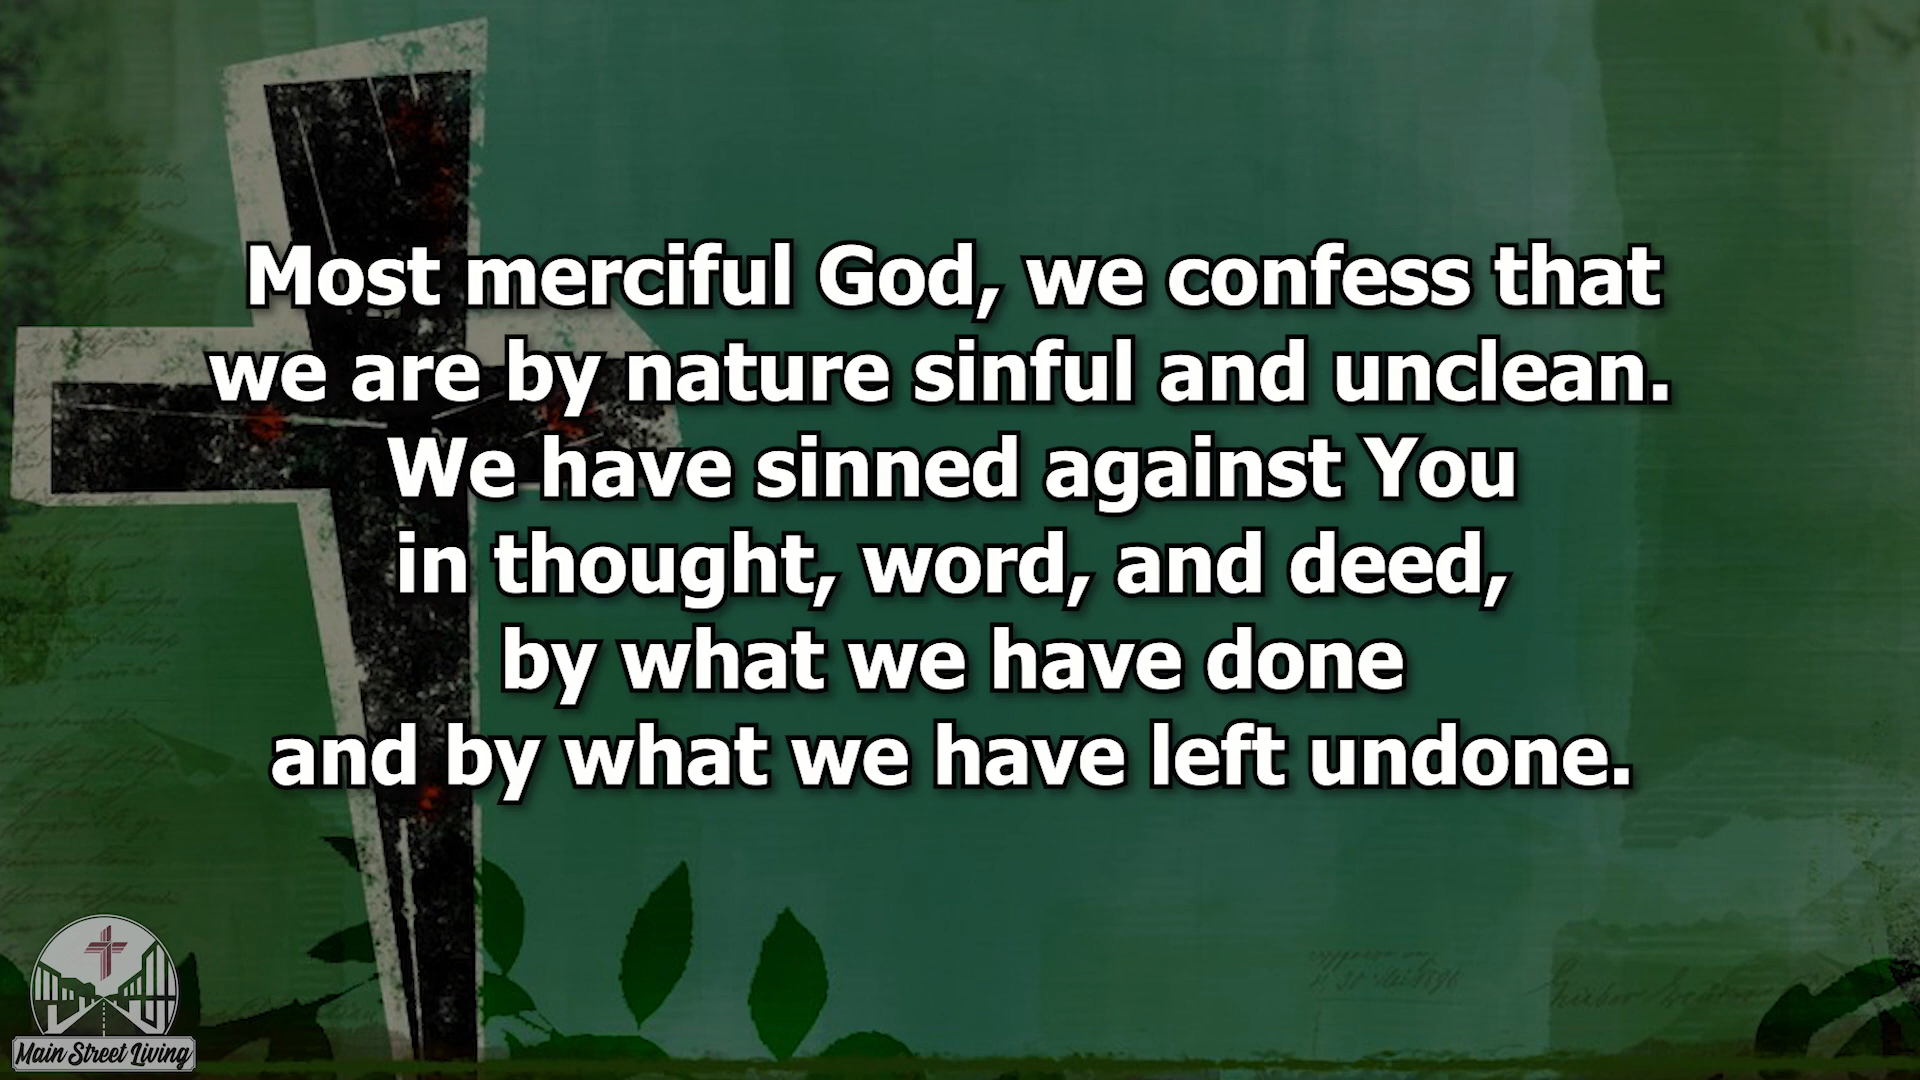 Most merciful God, we confess that
we are by nature sinful and unclean.
We have sinned against You
in thought, word, and deed,
by what we have done
and by what we have left undone.
Main Street Living